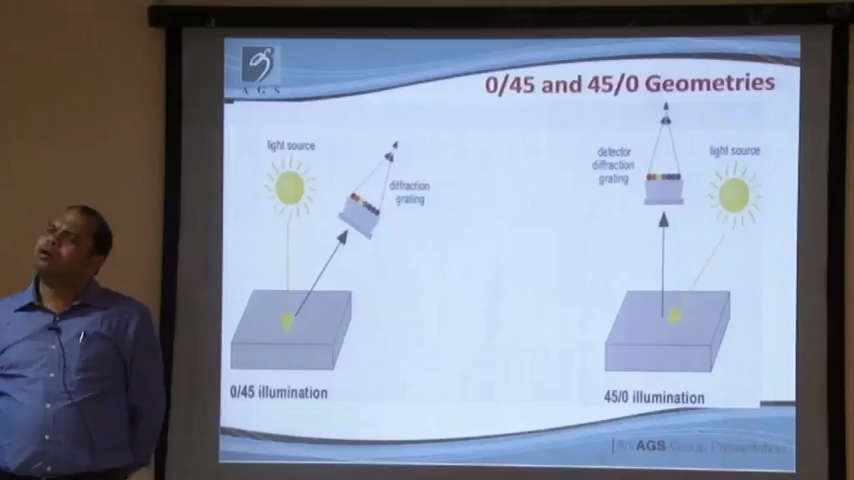 AGS
0/45 and 45/0 Geometries
light source
diffraction
grating
0/45 illumination
detector
diffraction
grating
light source
45/0 illumination
An AGS Group Presentation